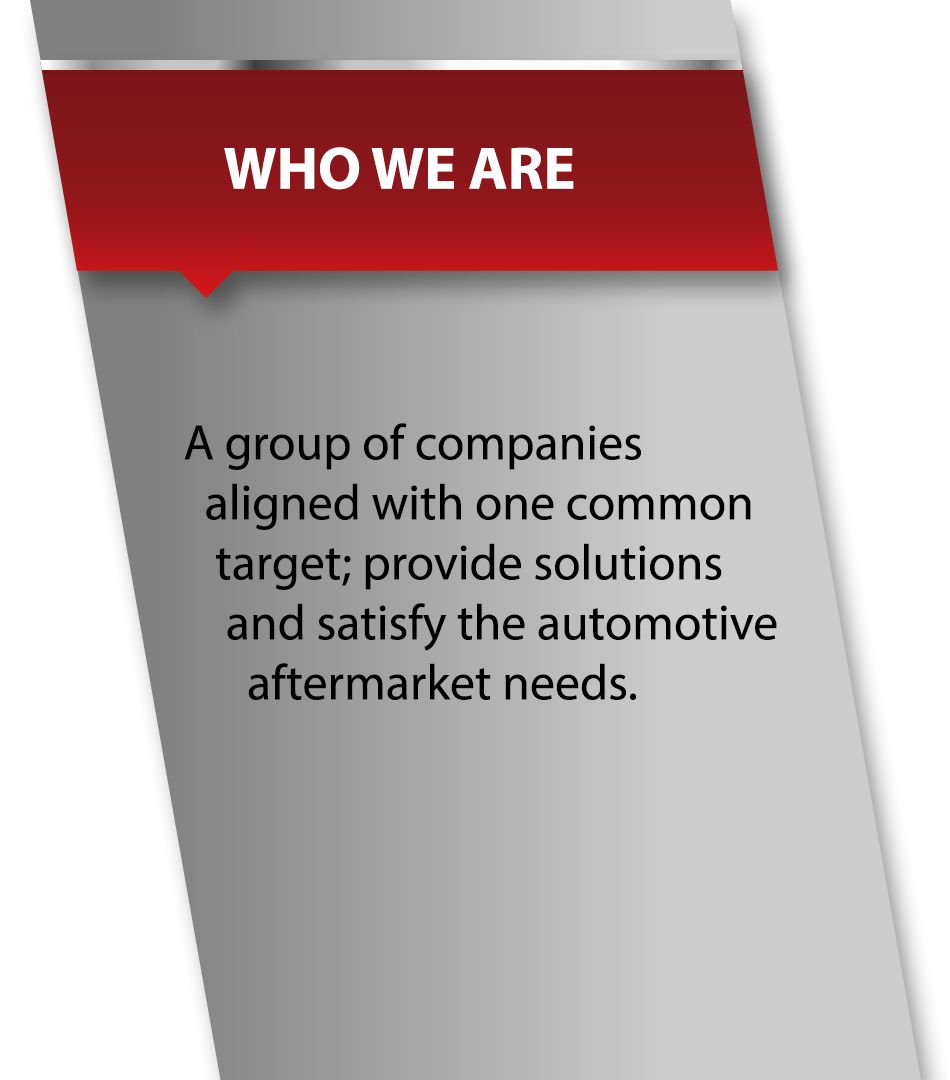 WHO WE ARE
A group of companies
aligned with one common
target; provide solutions
and satisfy the automotive
aftermarket needs.